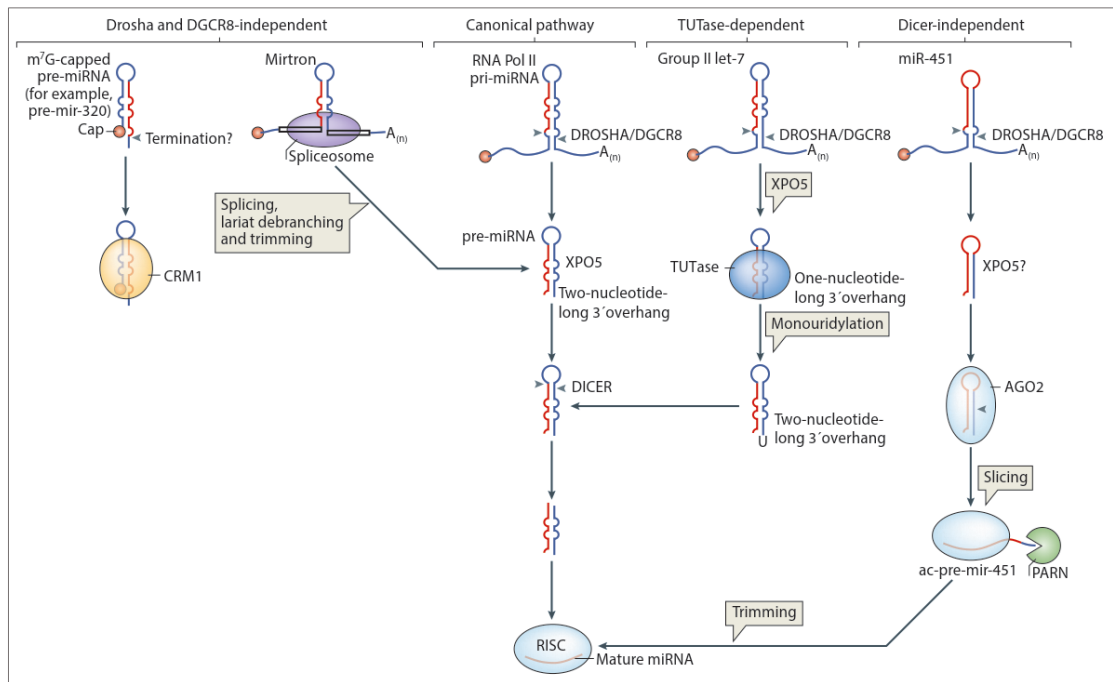 Drosha and DGCR8-independent
Canonical pathway
TUTase-dependent
Dicer-independent
m⁷G-capped
pre-miRNA
(for example,
pre-mir-320)
Cap
Termination?
Mirtron
A(n)
Spliceosome
RNA Pol II
pri-miRNA
DROSHA/DGCR8
A(n)
Group II let-7
DROSHA/DGCR8
A(n)
miR-451
DROSHA/DGCR8
A(n)
Splicing,
lariat debranching
and trimming
XPO5
CRM1
pre-miRNA
XPO5
Two-nucleotide-
long 3´overhang
TUTase
One-nucleotide-
long 3´overhang
XPO5?
Monouridylation
DICER
U
Two-nucleotide-
long 3´overhang
AGO2
Slicing
ac-pre-mir-451
PARN
Trimming
RISC
Mature miRNA